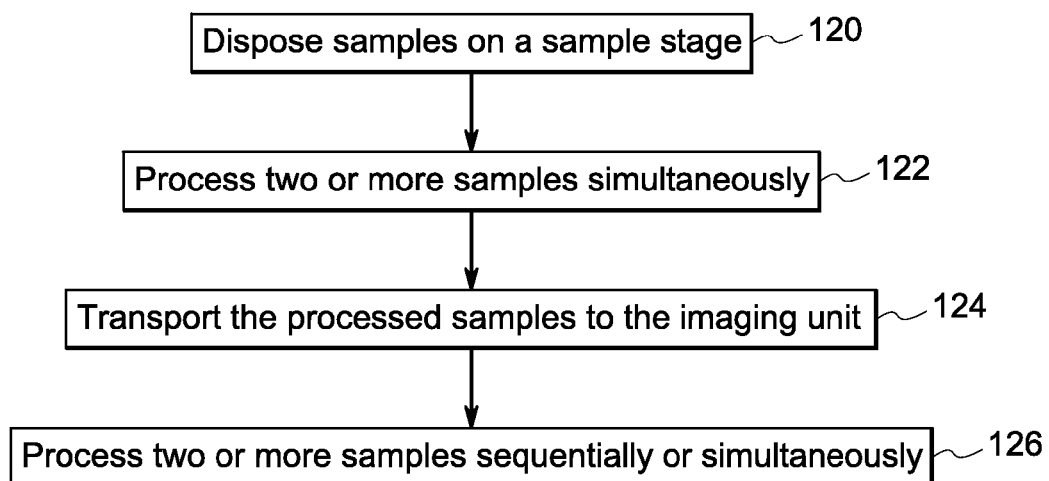 Dispose samples on a sample stage 120
Process two or more samples simultaneously 122
Transport the processed samples to the imaging unit 124
Process two or more samples sequentially or simultaneously 126